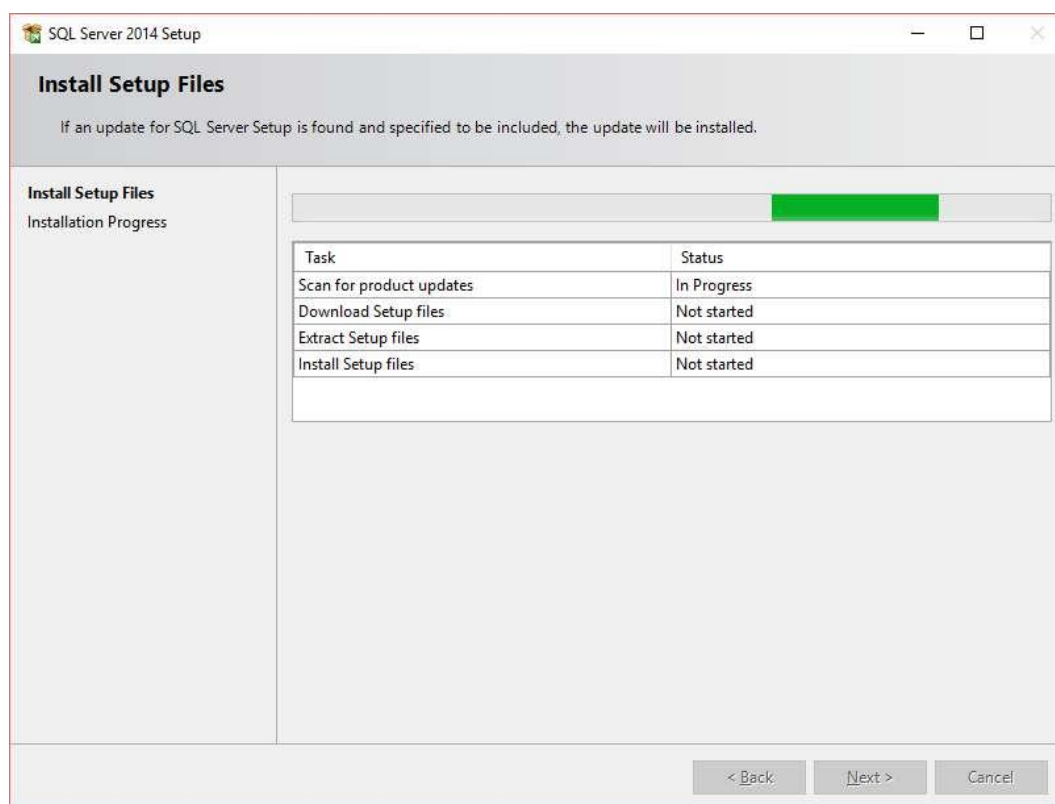 SQL Server 2014 Setup
Install Setup Files
If an update for SQL Server Setup is found and specified to be included, the update will be installed.
Install Setup Files
Installation Progress
Task Status
Scan for product updates In Progress
Download Setup files Not started
Extract Setup files Not started
Install Setup files Not started
< Back Next > Cancel